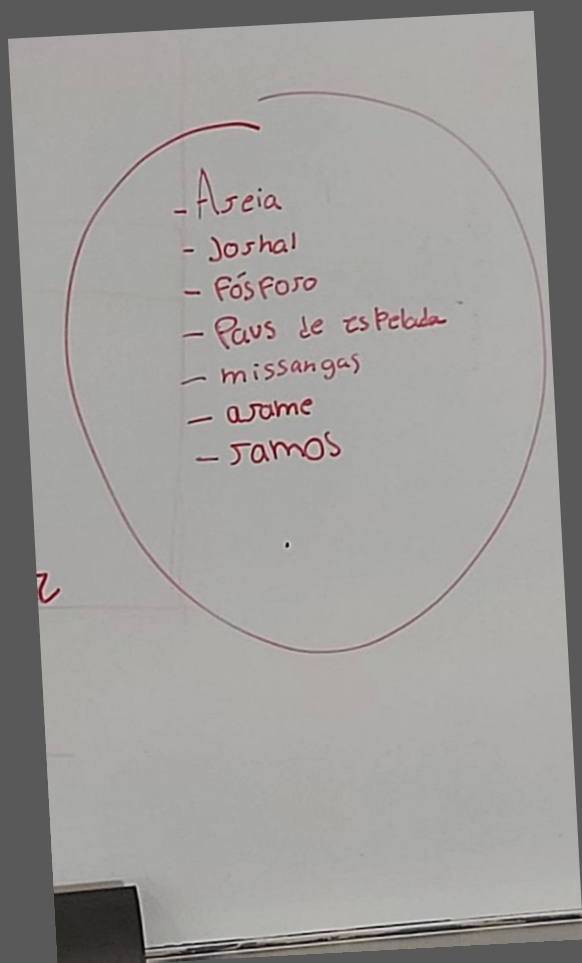 - Areia
- Jornal
- Fósforo
- Paus de espetada
- missangas
- arame
- ramos